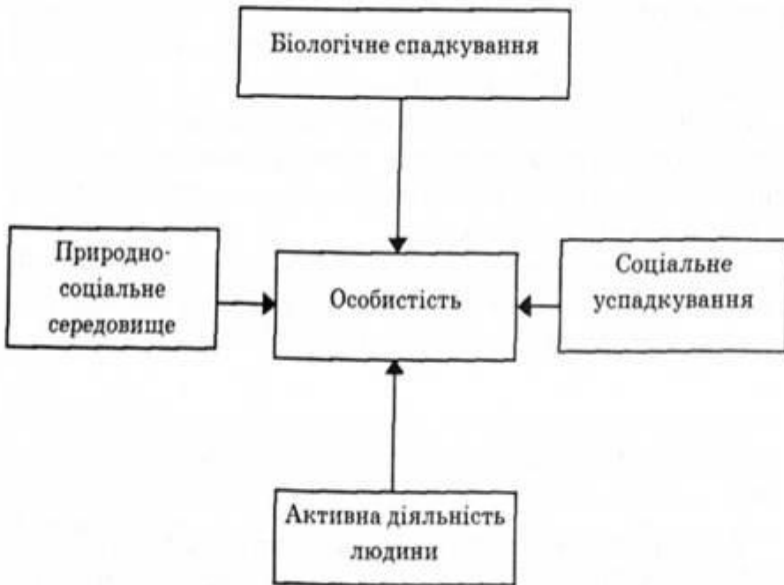 Біологічне спадкування
Природно-
соціальне
середовище
Особистість
Соціальне
успадкування
Активна діяльність
людини